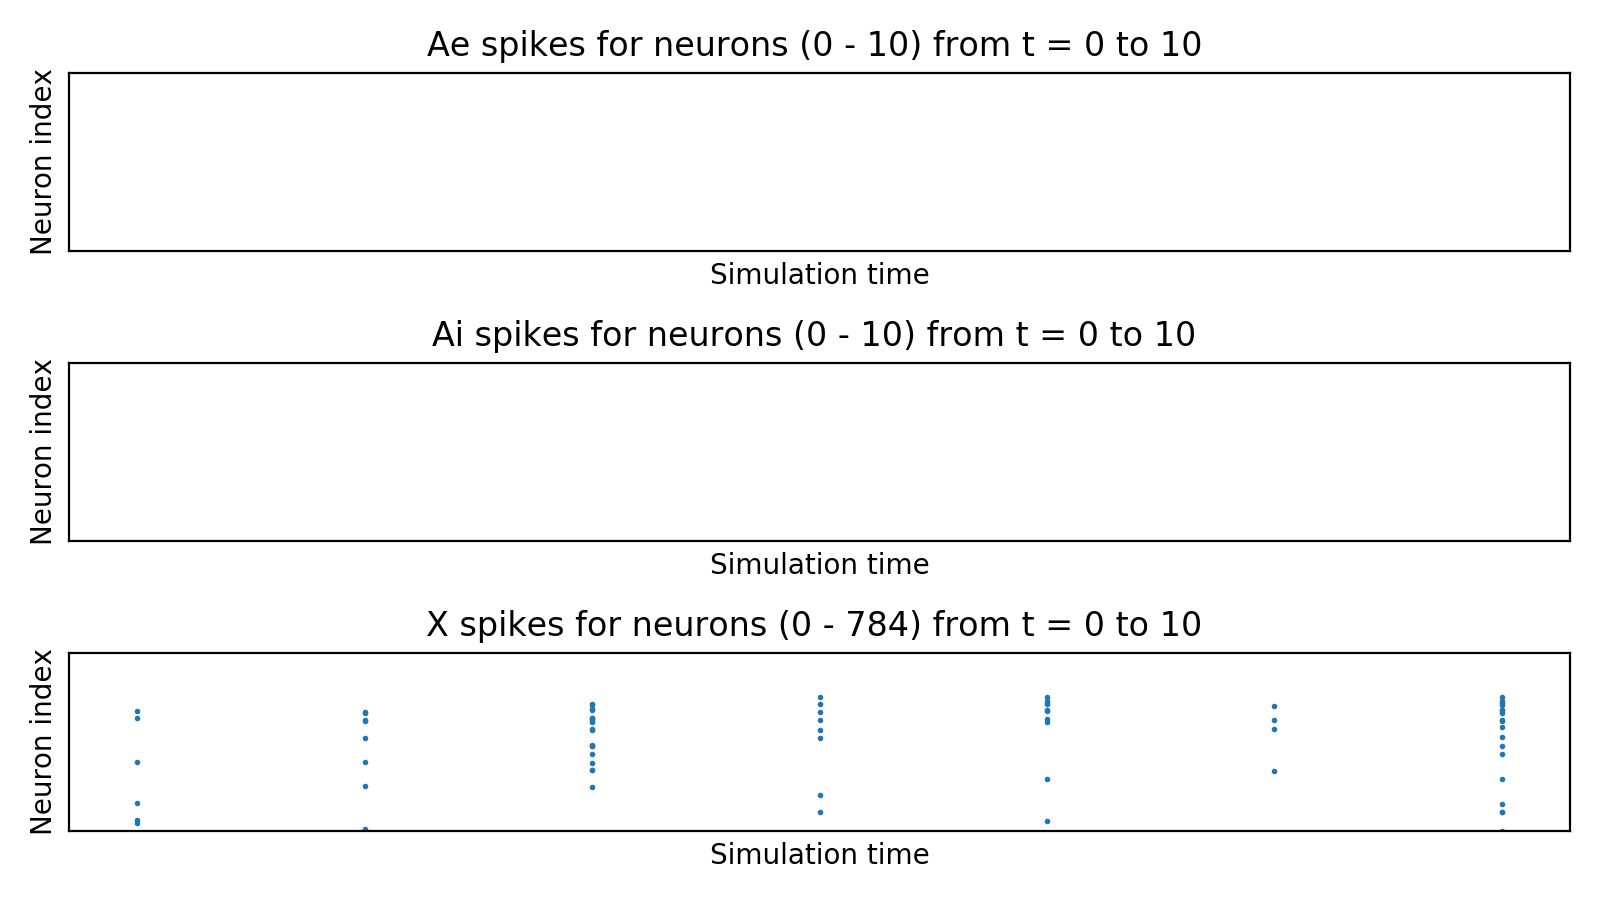 Ae spikes for neurons (0 - 10) from t = 0 to 10
Neuron index
Simulation time
Ai spikes for neurons (0 - 10) from t = 0 to 10
Neuron index
Simulation time
X spikes for neurons (0 - 784) from t = 0 to 10
Neuron index
Simulation time